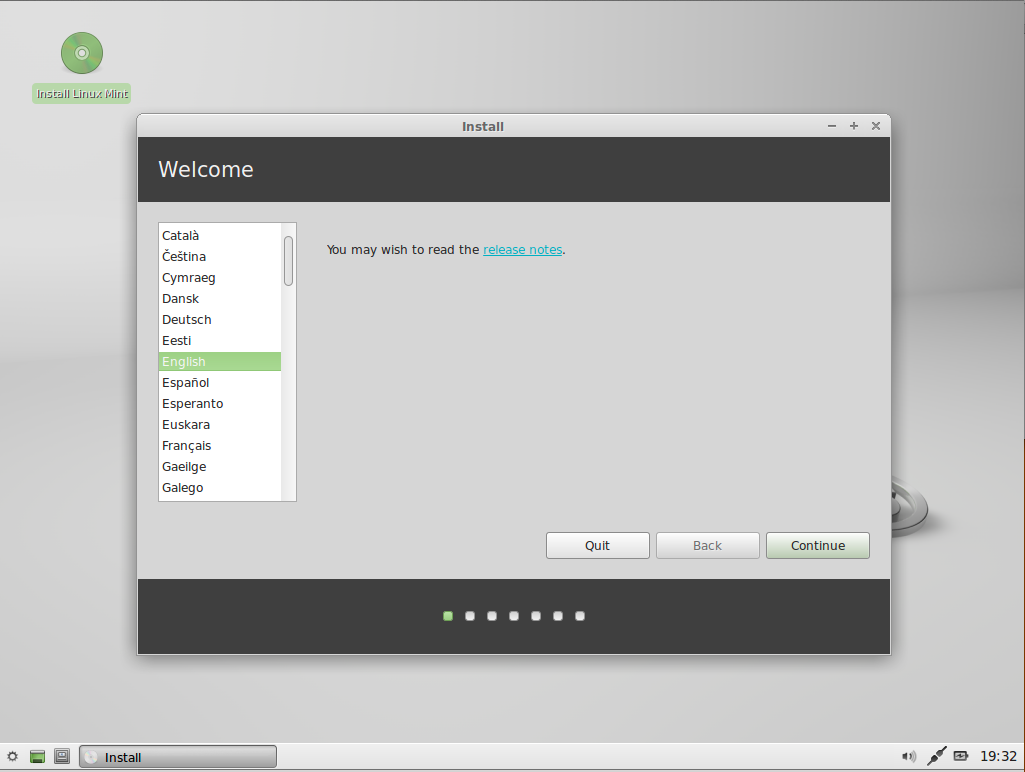 Install Linux Mint
Install
Welcome
Català
Čeština
Cymraeg
Dansk
Deutsch
Eesti
English
Español
Esperanto
Euskara
Français
Gaeilge
Galego
You may wish to read the release notes.
Quit
Back
Continue
Install
19:32